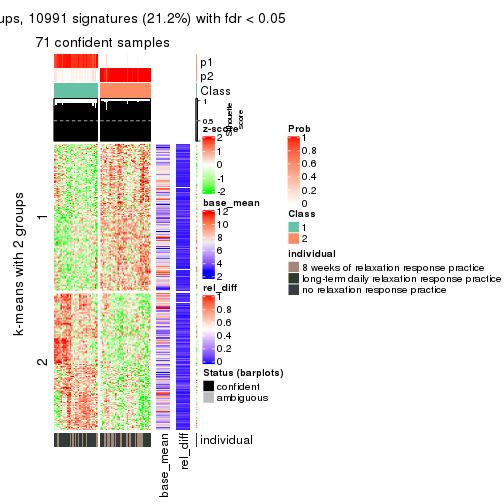 ups, 10991 signatures (21.2%) with fdr < 0.05
71 confident samples
p1
p2
Class
1
0.5
Silhouette
score
k-means with 2 groups
1
2
individual
base_mean
rel_diff
z-score
2
1
0
-1
-2
base_mean
12
10
8
6
4
2
rel_diff
1
0.8
0.6
0.4
0.2
0
Status (barplots)
confident
ambiguous
Prob
1
0.8
0.6
0.4
0.2
0
Class
1
2
individual
8 weeks of relaxation response practice
long-term daily relaxation response practice
no relaxation response practice